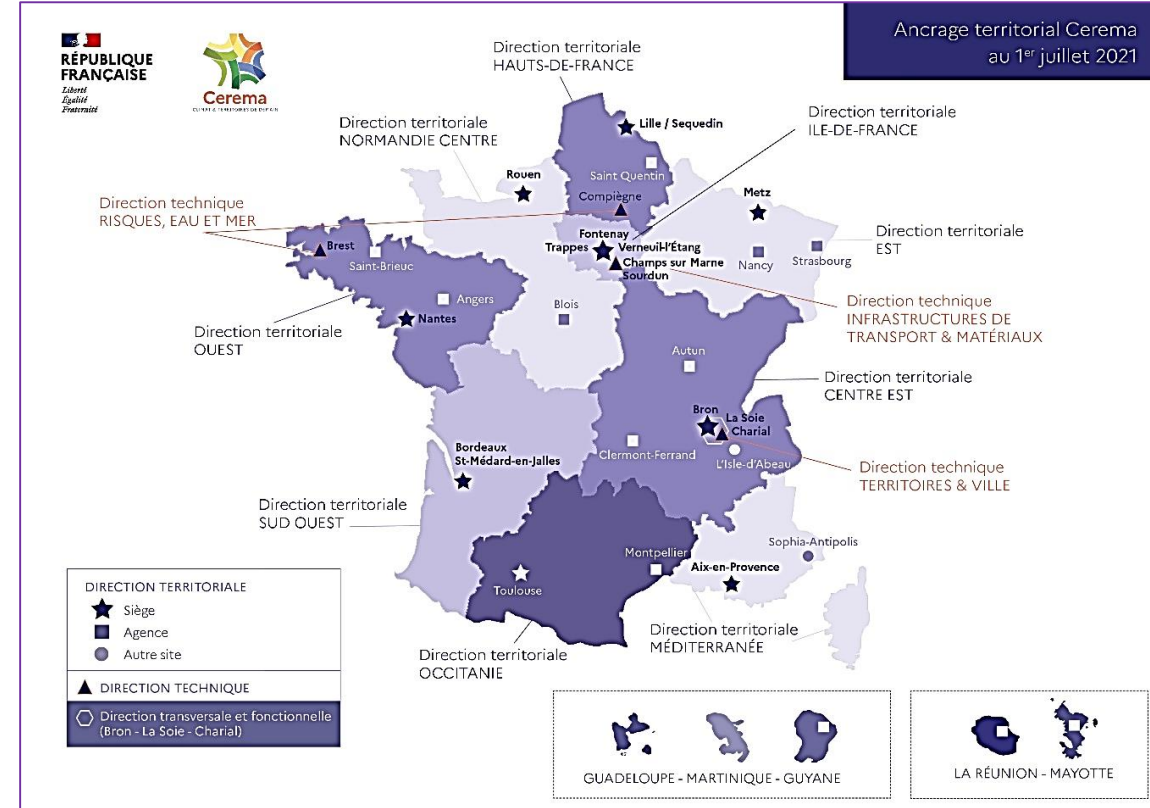 RÉPUBLIQUE
FRANÇAISE
Liberté
Égalité
Fraternité
Cerema
CLIMAT & TERRITOIRES DE DEMAIN
Ancrage territorial Cerema
au 1er juillet 2021
Direction territoriale
HAUTS-DE-FRANCE
Direction territoriale
ILE-DE-FRANCE
Direction territoriale
NORMANDIE CENTRE
Lille / Sequedin
Saint Quentin
Rouen
Compiègne
Metz
Direction technique
RISQUES, EAU ET MER
Brest
Saint-Brieuc
Fontenay
Trappes
Verneuil-l'Étang
Champs sur Marne
Sourdun
Nancy
Strasbourg
Direction territoriale
EST
Angers
Blois
Nantes
Direction territoriale
OUEST
Direction technique
INFRASTRUCTURES DE
TRANSPORT & MATÉRIAUX
Autun
Direction territoriale
CENTRE EST
Bron
La Soie
Charial
Clermont-Ferrand
L'Isle-d'Abeau
Bordeaux
St-Médard-en-Jalles
Direction technique
TERRITOIRES & VILLE
Direction territoriale
SUD OUEST
Montpellier
Sophia-Antipolis
Aix-en-Provence
Toulouse
Direction territoriale
MÉDITERRANÉE
Direction territoriale
OCCITANIE
DIRECTION TERRITORIALE
Siège
Agence
Autre site
DIRECTION TECHNIQUE
Direction transversale et fonctionnelle
(Bron - La Soie - Charial)
GUADELOUPE - MARTINIQUE - GUYANE
LA RÉUNION - MAYOTTE